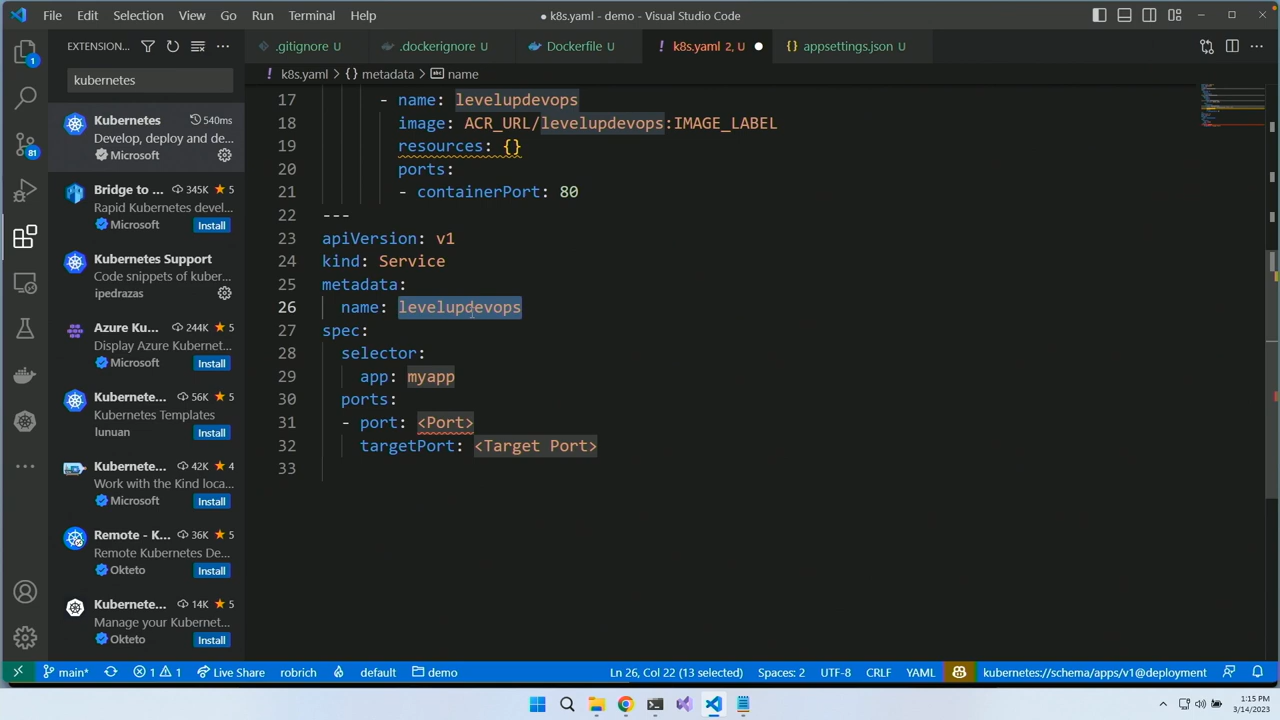 File Edit Selection View Go Run Terminal Help
● k8s.yaml - demo - Visual Studio Code
EXTENSION...
.gitignore U
.dockerignore U
Dockerfile U
! k8s.yaml 2, U
{} appsettings.json U
kubernetes
! k8s.yaml > {} metadata > name
Kubernetes 540ms
Develop, deploy and de...
Microsoft
Bridge to ... 345K ★ 5
Rapid Kubernetes devel...
Microsoft Install
Kubernetes Support
Code snippets of kuber...
ipedrazas
Azure Ku... 244K ★ 5
Display Azure Kubernet...
Microsoft Install
Kubernete... 56K ★ 5
Kubernetes Templates
lunuan Install
Kubernete... 42K ★ 4
Work with the Kind loca...
Microsoft Install
Remote - K... 36K ★ 5
Remote Kubernetes De...
Okteto Install
Kubernete... 14K ★ 5
Manage your Kubernet...
Okteto Install
1
81
17 - name: levelupdevops
18 image: ACR_URL/levelupdevops:IMAGE_LABEL
19 resources: {}
20 ports:
21 - containerPort: 80
22 ---
23 apiVersion: v1
24 kind: Service
25 metadata:
26 name: levelupdevops
27 spec:
28 selector:
29 app: myapp
30 ports:
31 - port: <Port>
32 targetPort: <Target Port>
33
main* 1 1 Live Share robrich default demo Ln 26, Col 22 (13 selected) Spaces: 2 UTF-8 CRLF YAML kubernetes://schema/apps/v1@deployment
1:15 PM
3/14/2023